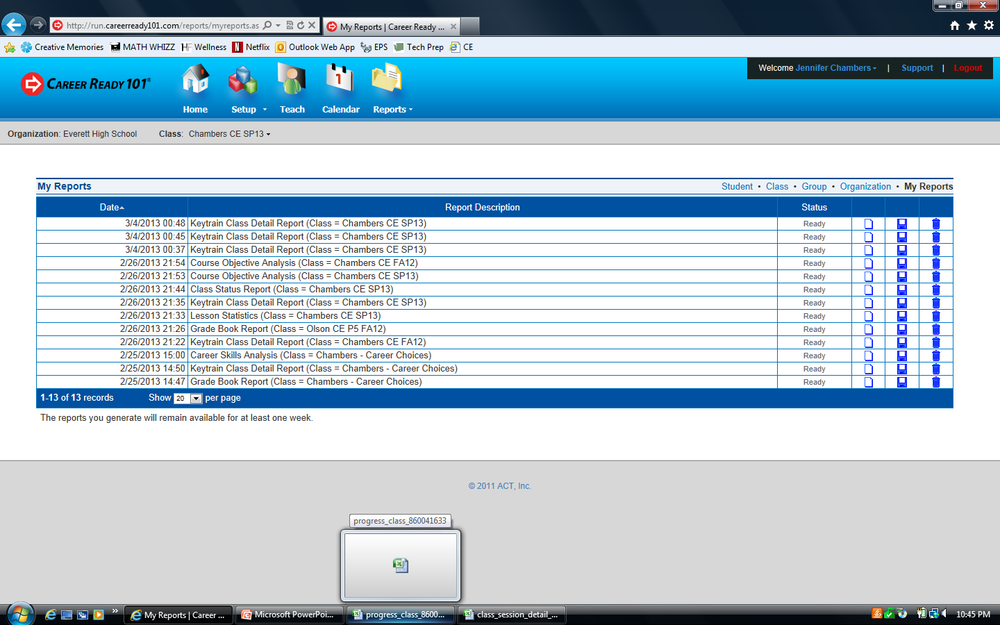 http://run.careerready101.com/reports/myreports.as
My Reports | Career Ready ...
Creative Memories
MATH WHIZZ
HF Wellness
Netflix
Outlook Web App
EPS
Tech Prep
CE
CAREER READY 101®
Home
Setup
Teach
1
Calendar
Reports
Welcome Jennifer Chambers | Support | Logout
Organization: Everett High School Class: Chambers CE SP13
My Reports
Student • Class • Group • Organization • My Reports
Date Report Description Status
3/4/2013 00:48 Keytrain Class Detail Report (Class = Chambers CE SP13) Ready
3/4/2013 00:45 Keytrain Class Detail Report (Class = Chambers CE SP13) Ready
3/4/2013 00:37 Keytrain Class Detail Report (Class = Chambers CE SP13) Ready
2/26/2013 21:54 Course Objective Analysis (Class = Chambers CE FA12) Ready
2/26/2013 21:53 Course Objective Analysis (Class = Chambers CE SP13) Ready
2/26/2013 21:44 Class Status Report (Class = Chambers CE SP13) Ready
2/26/2013 21:35 Keytrain Class Detail Report (Class = Chambers CE SP13) Ready
2/26/2013 21:33 Lesson Statistics (Class = Chambers CE SP13) Ready
2/26/2013 21:26 Grade Book Report (Class = Olson CE P5 FA12) Ready
2/26/2013 21:22 Keytrain Class Detail Report (Class = Chambers CE FA12) Ready
2/25/2013 15:00 Career Skills Analysis (Class = Chambers - Career Choices) Ready
2/25/2013 14:50 Keytrain Class Detail Report (Class = Chambers - Career Choices) Ready
2/25/2013 14:47 Grade Book Report (Class = Chambers - Career Choices) Ready
1-13 of 13 records Show 20 per page
The reports you generate will remain available for at least one week.
© 2011 ACT, Inc.
progress_class_860041633
My Reports | Career ...
Microsoft PowerPoi...
progress_class_8600...
class_session_detail_...
10:45 PM